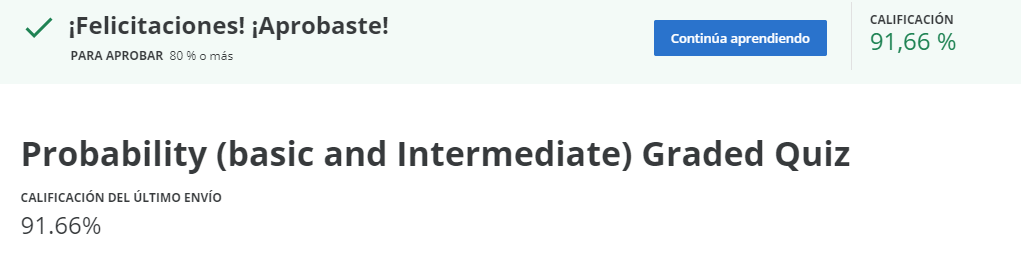 ¡Felicitaciones! ¡Aprobaste!
PARA APROBAR 80 % o más
Continúa aprendiendo
CALIFICACIÓN
91,66 %
Probability (basic and Intermediate) Graded Quiz
CALIFICACIÓN DEL ÚLTIMO ENVÍO
91.66%